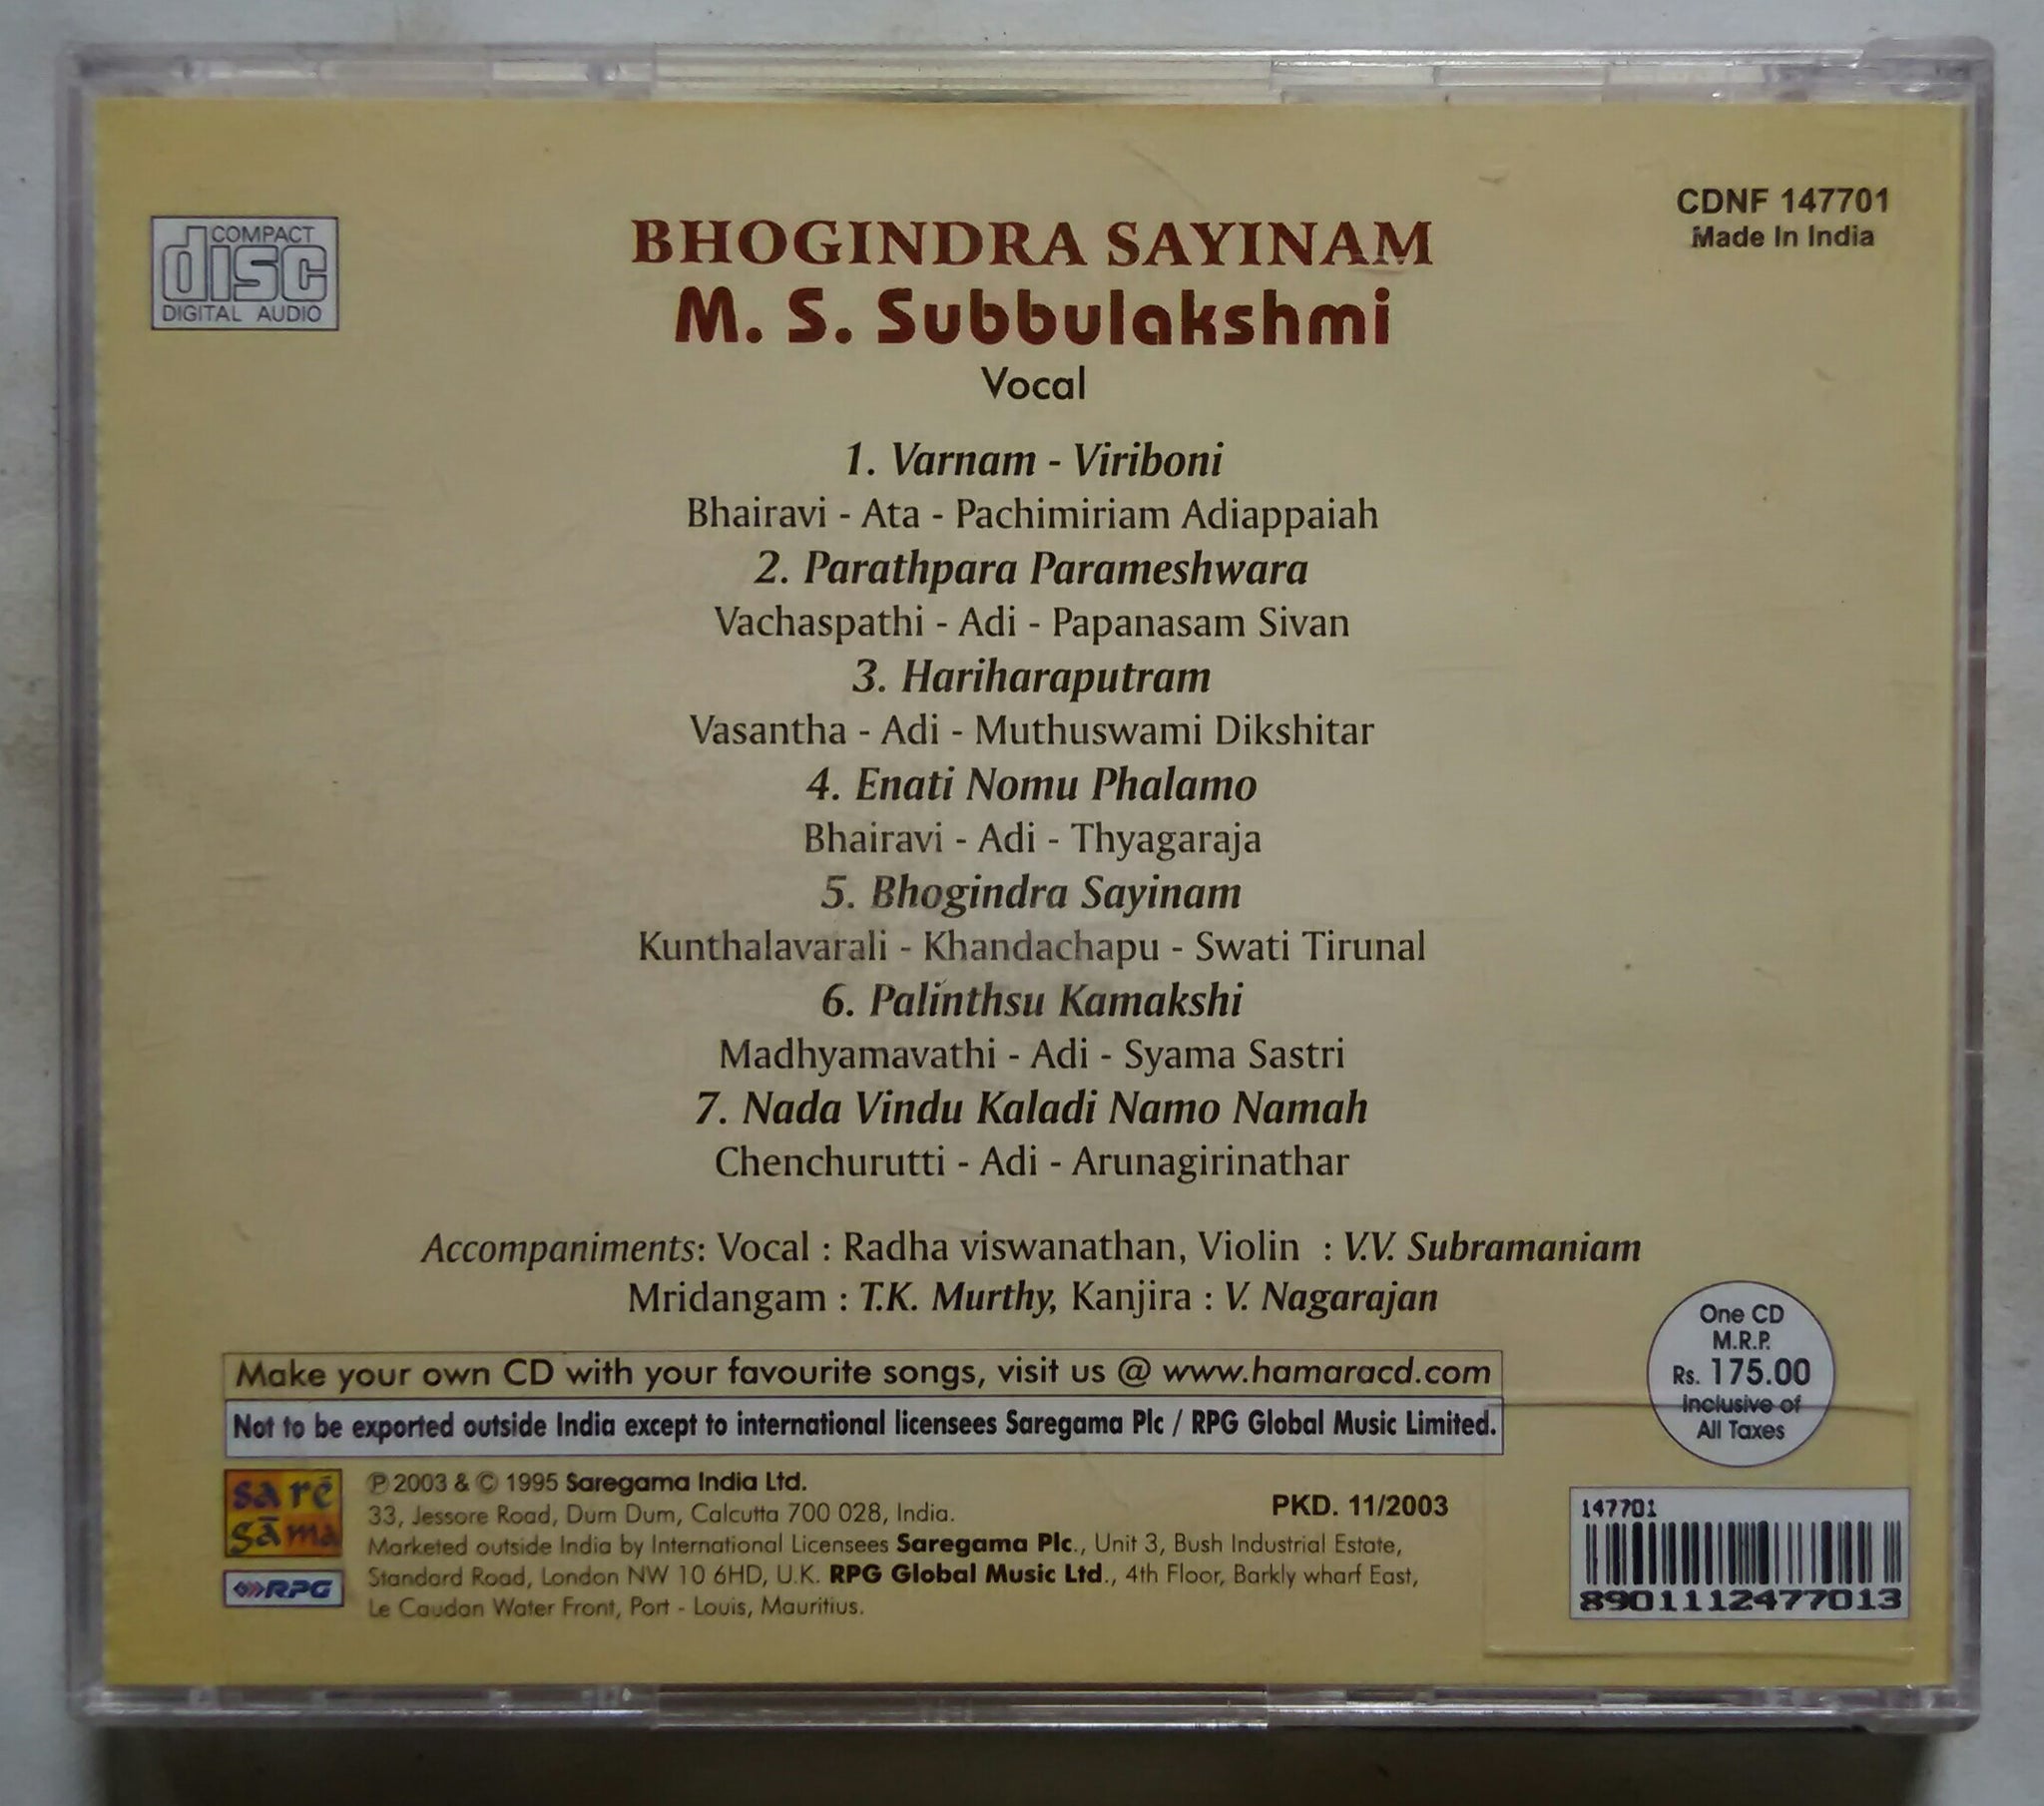 COMPACT
disc
DIGITAL AUDIO
CDNF 147701
Made In India
BHOGINDRA SAYINAM
M. S. Subbulakshmi
Vocal
1. Varnam - Viriboni
Bhairavi - Ata - Pachimiriam Adiappaiah
2. Parathpara Parameshwara
Vachaspathi - Adi - Papanasam Sivan
3. Hariharaputram
Vasantha - Adi - Muthuswami Dikshitar
4. Enati Nomu Phalamo
Bhairavi - Adi - Thyagaraja
5. Bhogindra Sayinam
Kunthalavarali - Khandachapu - Swati Tirunal
6. Palinthsu Kamakshi
Madhyamavathi - Adi - Syama Sastri
7. Nada Vindu Kaladi Namo Namah
Chenchurutti - Adi - Arunagirinathar
Accompaniments: Vocal : Radha viswanathan, Violin : V.V. Subramaniam
Mridangam : T.K. Murthy, Kanjira : V. Nagarajan
One CD
M.R.P.
Rs. 175.00
Inclusive of
All Taxes
Make your own CD with your favourite songs, visit us @ www.hamaracd.com
Not to be exported outside India except to international licensees Saregama Plc / RPG Global Music Limited.
sa rē
gā ma
RPG
℗ 2003 & © 1995 Saregama India Ltd.
33, Jessore Road, Dum Dum, Calcutta 700 028, India.
PKD. 11/2003
Marketed outside India by International Licensees Saregama Plc., Unit 3, Bush Industrial Estate,
Standard Road, London NW 10 6HD, U.K. RPG Global Music Ltd., 4th Floor, Barkly wharf East,
Le Caudan Water Front, Port - Louis, Mauritius.
147701
8901112477013